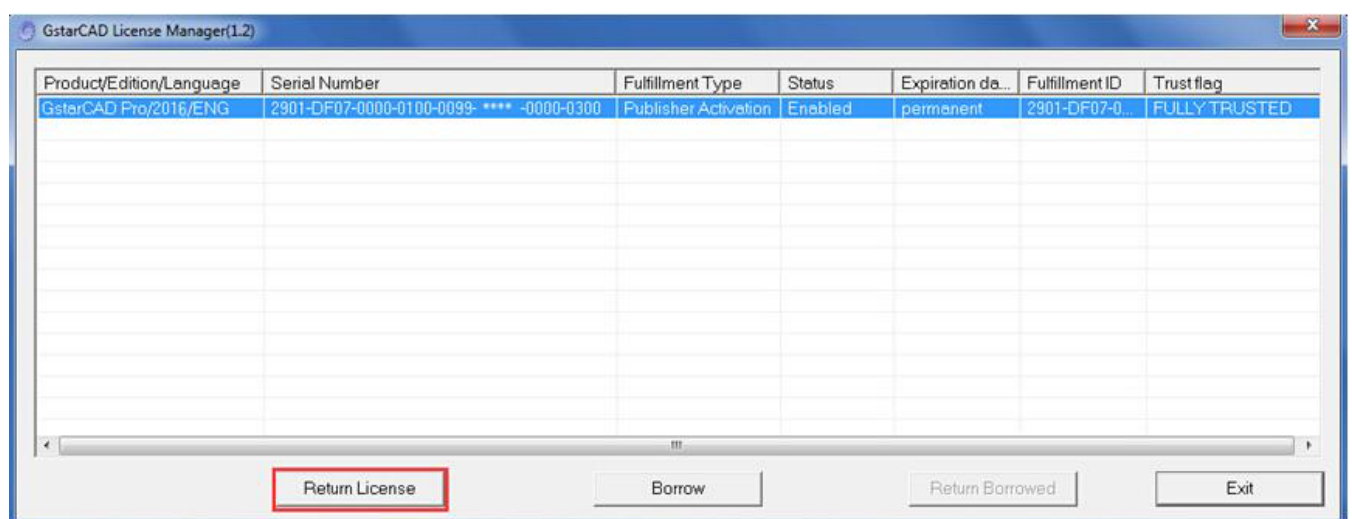 GstarCAD License Manager(1.2)
Product/Edition/Language Serial Number Fulfillment Type Status Expiration da... Fulfillment ID Trust flag
GstarCAD Pro/2016/ENG 2901-DF07-0000-0100-0099- **** -0000-0300 Publisher Activation Enabled permanent 2901-DF07-0... FULLY TRUSTED
Return License Borrow Return Borrowed Exit